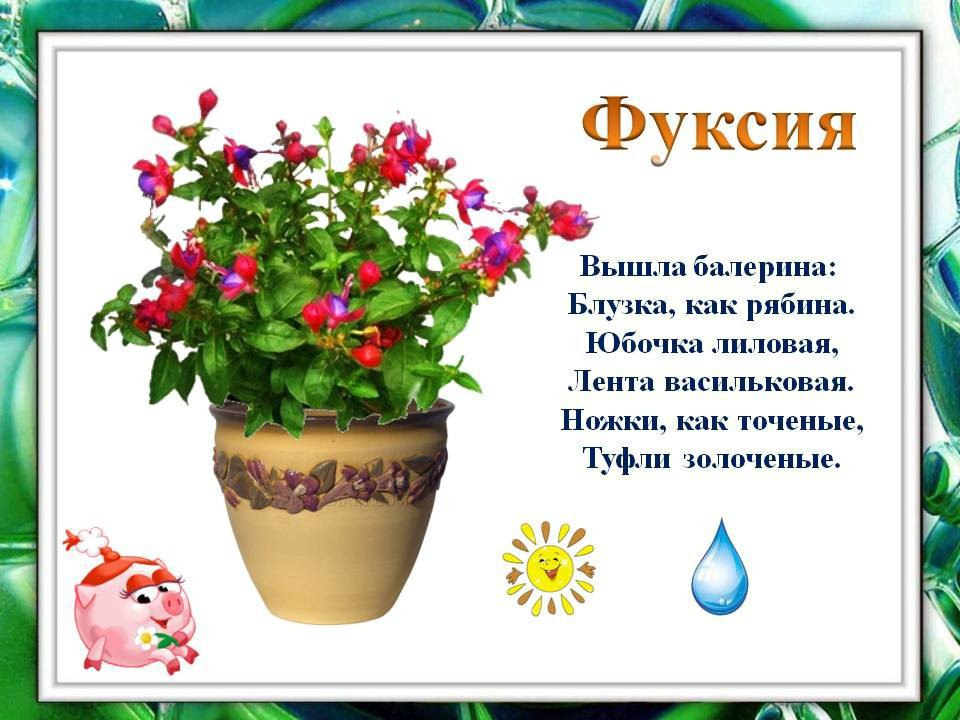 Фуксия
Вышла балерина:
Блузка, как рябина.
Юбочка лиловая,
Лента васильковая.
Ножки, как точеные,
Туфли золоченые.